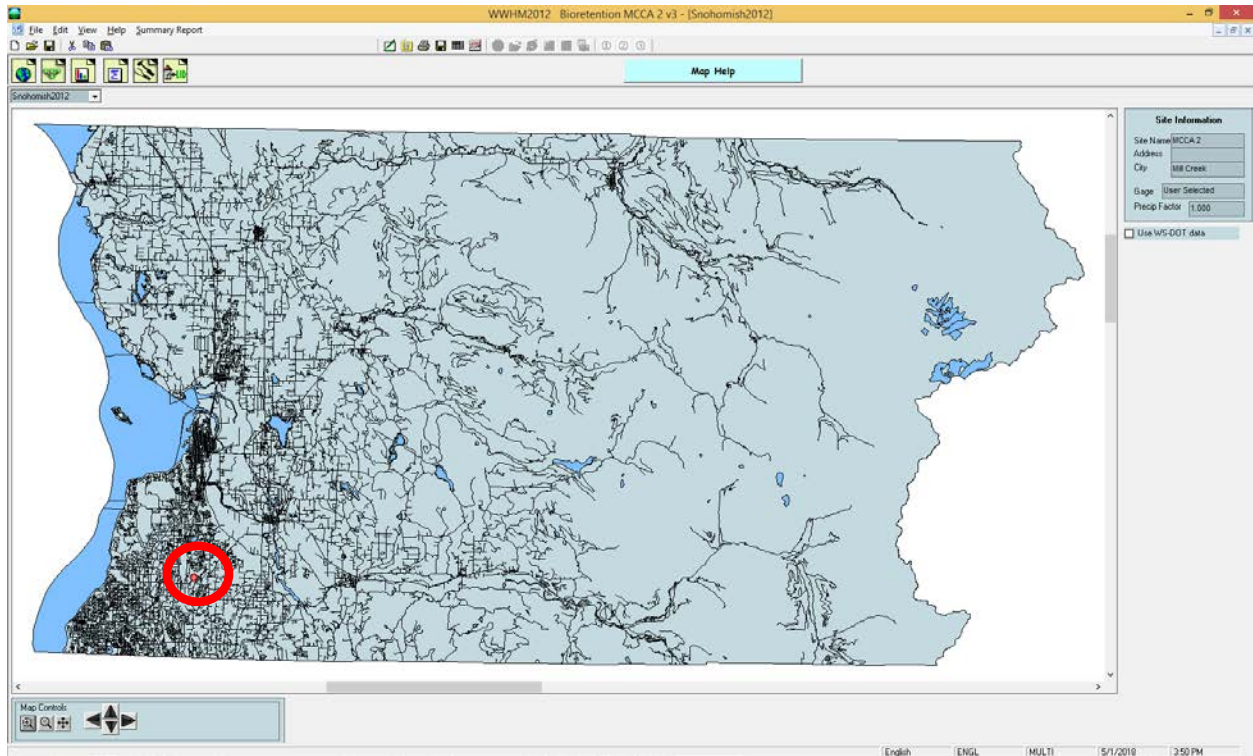 WWHM2012 Bioretention MCCA 2 v3 - [Snohomish2012]
File Edit View Help Summary Report
Map Help
Snohomish2012
Site Information
Site Name MCCA 2
Address
City Mill Creek
Gage User Selected
Precip Factor 1.000
Use WS-DOT data
Map Controls
English ENGL MULTI 5/1/2018 3:50 PM